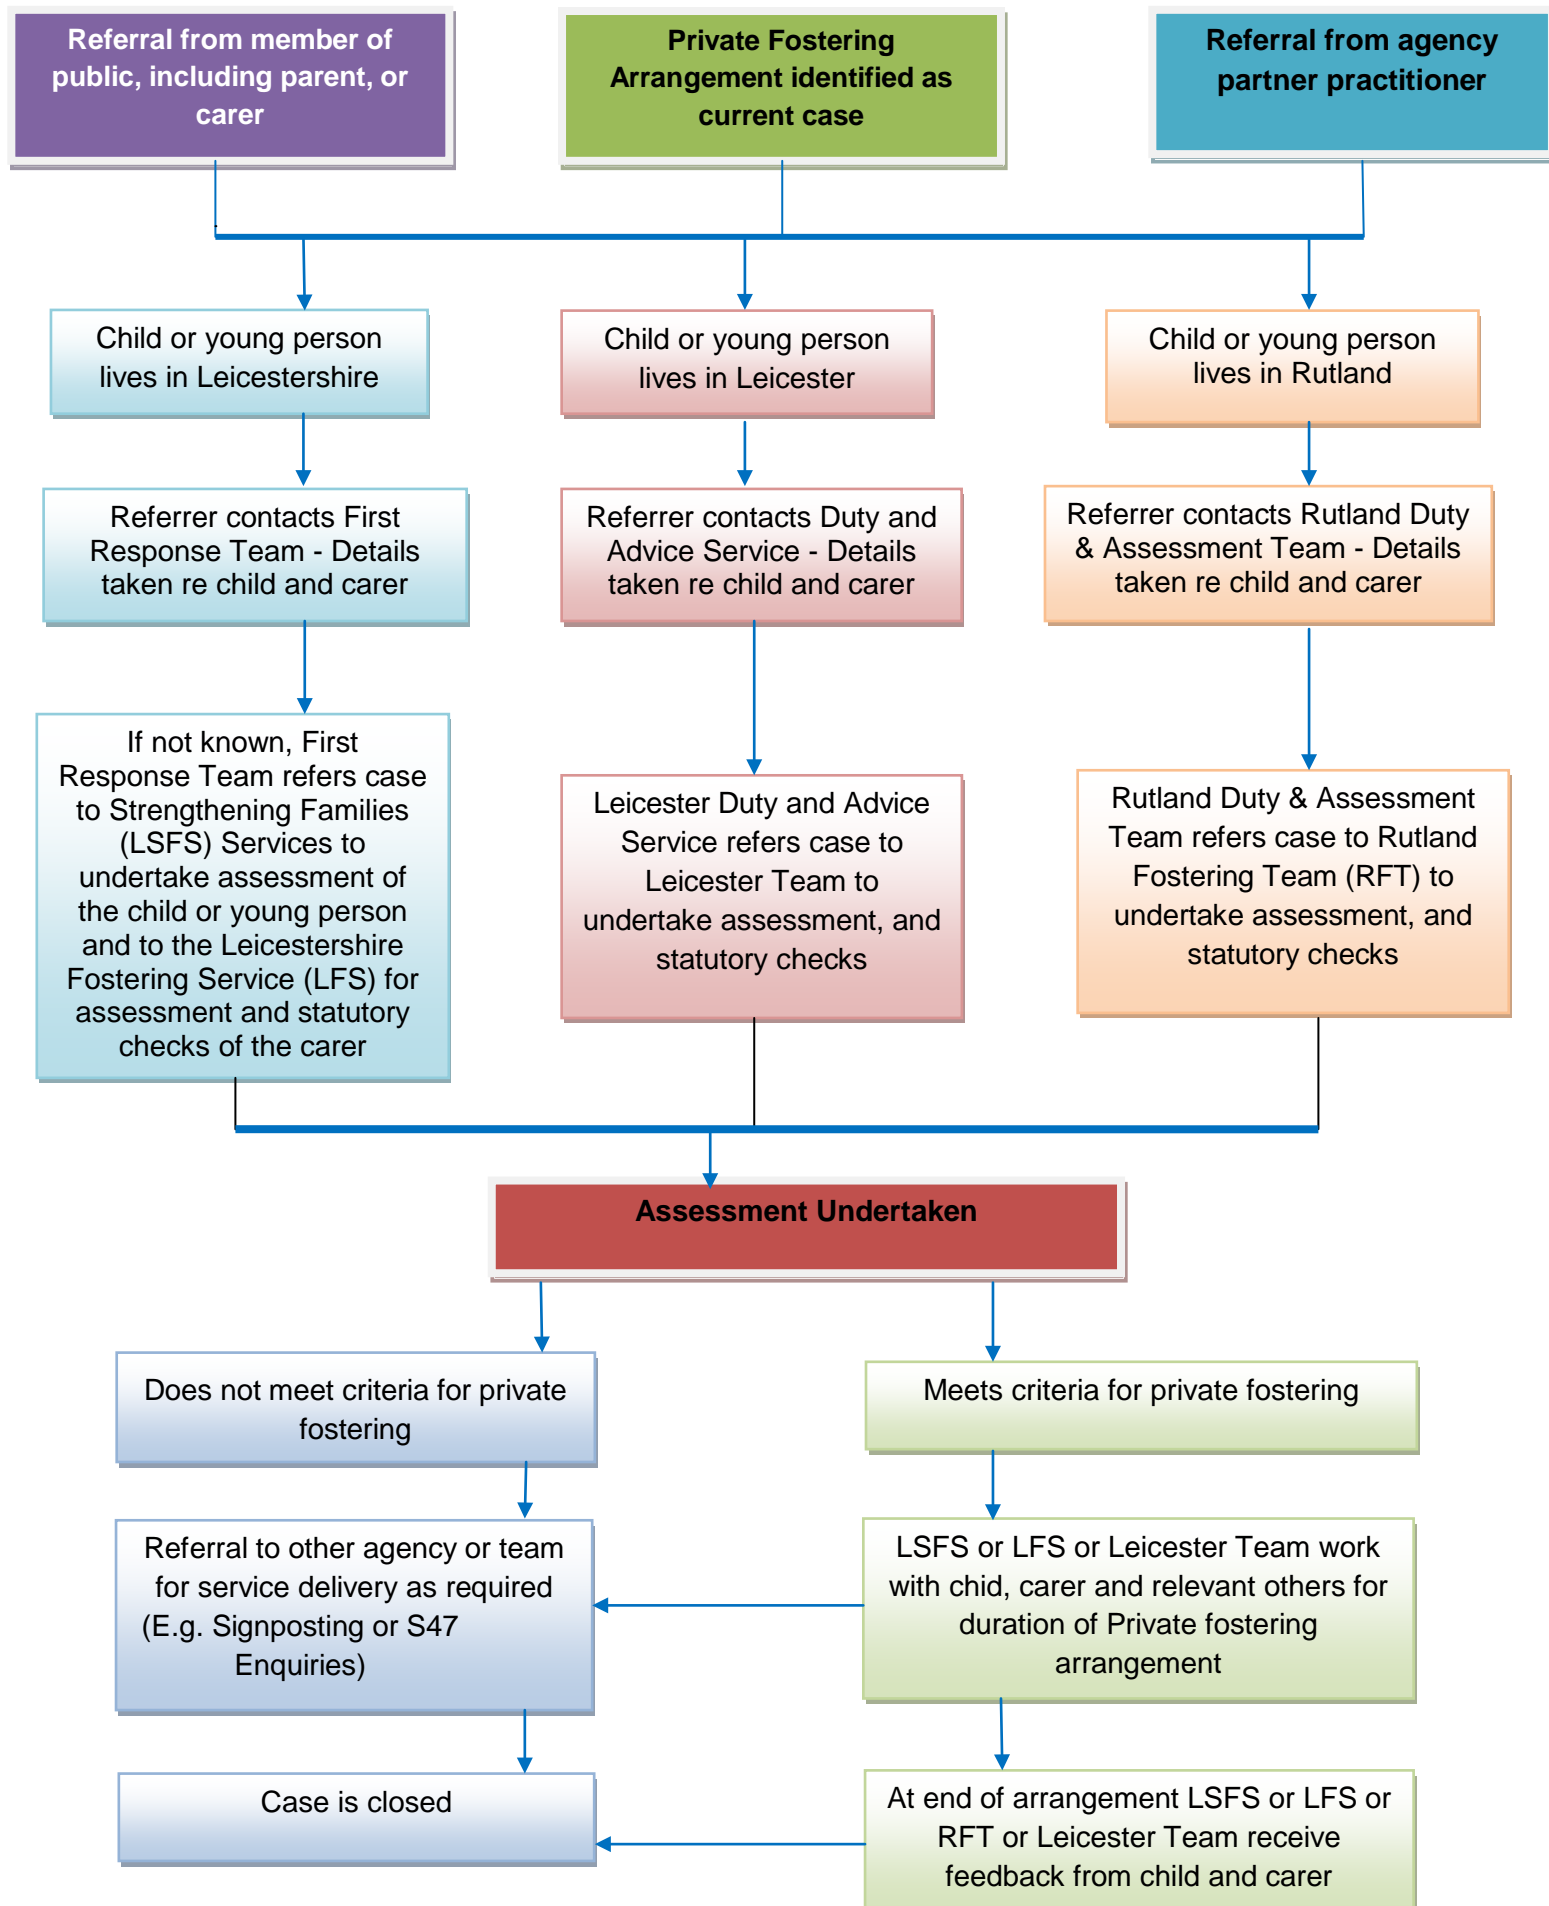 Referral from member of
public, including parent, or
carer
Private Fostering
Arrangement identified as
current case
Referral from agency
partner practitioner
Child or young person
lives in Leicestershire
Child or young person
lives in Leicester
Child or young person
lives in Rutland
Referrer contacts First
Response Team - Details
taken re child and carer
Referrer contacts Duty and
Advice Service - Details
taken re child and carer
Referrer contacts Rutland Duty
& Assessment Team - Details
taken re child and carer
If not known, First
Response Team refers case
to Strengthening Families
(LSFS) Services to
undertake assessment of
the child or young person
and to the Leicestershire
Fostering Service (LFS) for
assessment and statutory
checks of the carer
Leicester Duty and Advice
Service refers case to
Leicester Team to
undertake assessment, and
statutory checks
Rutland Duty & Assessment
Team refers case to Rutland
Fostering Team (RFT) to
undertake assessment, and
statutory checks
Assessment Undertaken
Does not meet criteria for private
fostering
Meets criteria for private fostering
Referral to other agency or team
for service delivery as required
(E.g. Signposting or S47
Enquiries)
LSFS or LFS or Leicester Team work
with chid, carer and relevant others for
duration of Private fostering
arrangement
Case is closed
At end of arrangement LSFS or LFS or
RFT or Leicester Team receive
feedback from child and carer